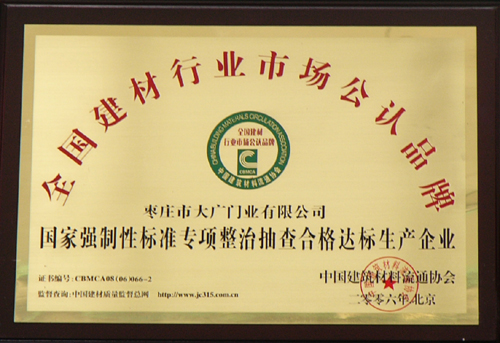 全国建材行业市场公认品牌
CHINABUILDING MATERIALS CIRCULATION ASSOCIATION
全国建材
行业市场公认品牌
CBMCA
中国建筑材料流通协会
枣庄市大广门业有限公司
国家强制性标准专项整治抽查合格达标生产企业
证书编号:CBMCA08(06)066-2
中国建筑材料流通协会
监督查询:中国建材质量监督总网 http://www.jc315.com.cn
二零零六年 北京